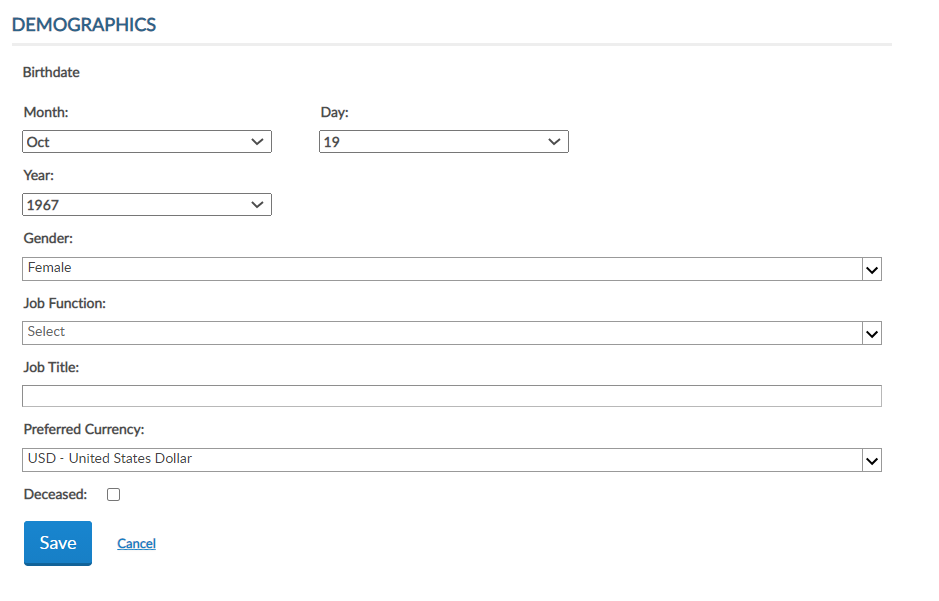 DEMOGRAPHICS
Birthdate
Month: Day:
Oct 19
Year:
1967
Gender:
Female
Job Function:
Select
Job Title:
Preferred Currency:
USD - United States Dollar
Deceased:
Save Cancel